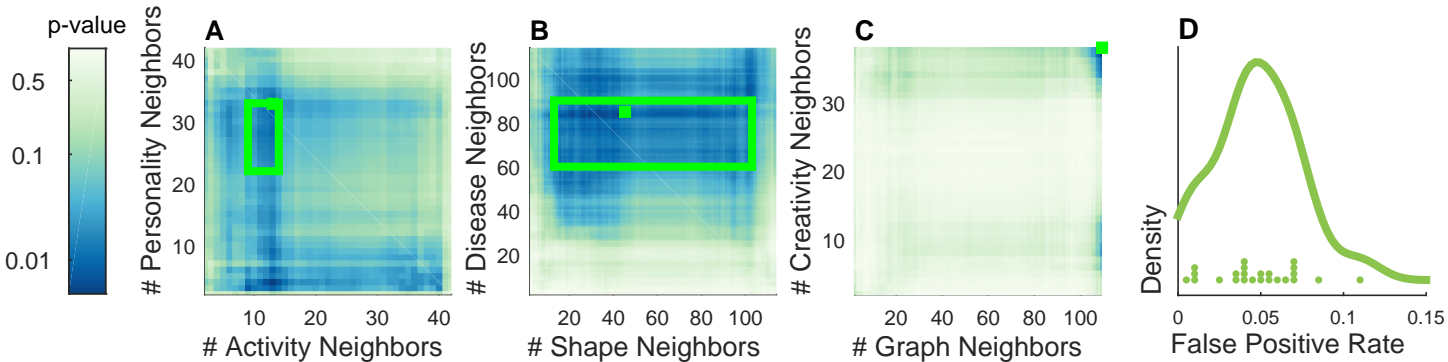 p-value
0.5
0.1
0.01
A
# Personality Neighbors
40
30
20
10
10 20 30 40
# Activity Neighbors
B
# Disease Neighbors
100
80
60
40
20
20 40 60 80 100
# Shape Neighbors
C
# Creativity Neighbors
30
20
10
20 40 60 80 100
# Graph Neighbors
D
Density
0 0.05 0.1 0.15
False Positive Rate